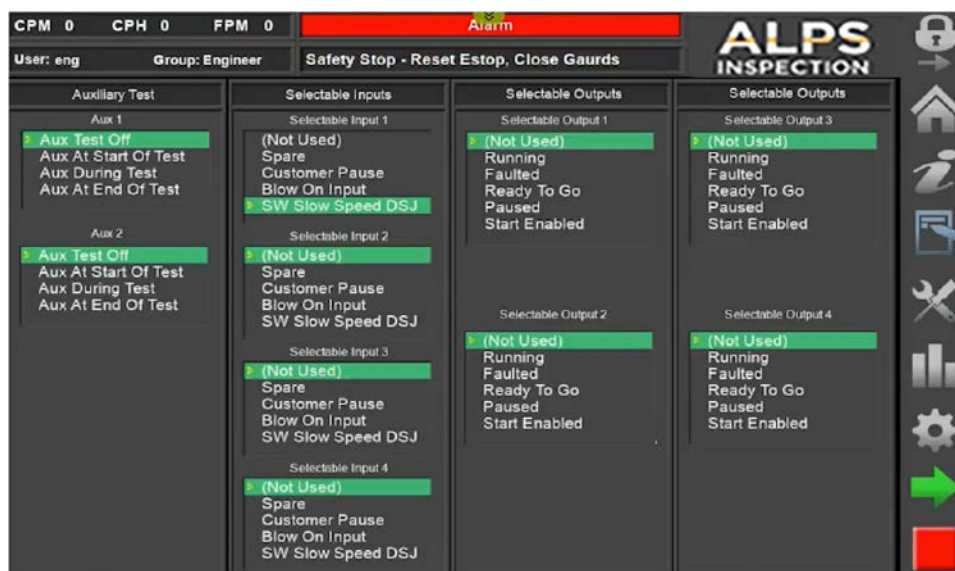 CPM 0 CPH 0 FPM 0
Alarm
User: eng Group: Engineer
Safety Stop - Reset Estop, Close Gaurds
ALPS
INSPECTION
Auxiliary Test
Aux 1
Aux Test Off
Aux At Start Of Test
Aux During Test
Aux At End Of Test
Aux 2
Aux Test Off
Aux At Start Of Test
Aux During Test
Aux At End Of Test
Selectable Inputs
Selectable Input 1
(Not Used)
Spare
Customer Pause
Blow On Input
SW Slow Speed DSJ
Selectable Input 2
(Not Used)
Spare
Customer Pause
Blow On Input
SW Slow Speed DSJ
Selectable Input 3
(Not Used)
Spare
Customer Pause
Blow On Input
SW Slow Speed DSJ
Selectable Input 4
(Not Used)
Spare
Customer Pause
Blow On Input
SW Slow Speed DSJ
Selectable Outputs
Selectable Output 1
(Not Used)
Running
Faulted
Ready To Go
Paused
Start Enabled
Selectable Output 2
(Not Used)
Running
Faulted
Ready To Go
Paused
Start Enabled
Selectable Outputs
Selectable Output 3
(Not Used)
Running
Faulted
Ready To Go
Paused
Start Enabled
Selectable Output 4
(Not Used)
Running
Faulted
Ready To Go
Paused
Start Enabled